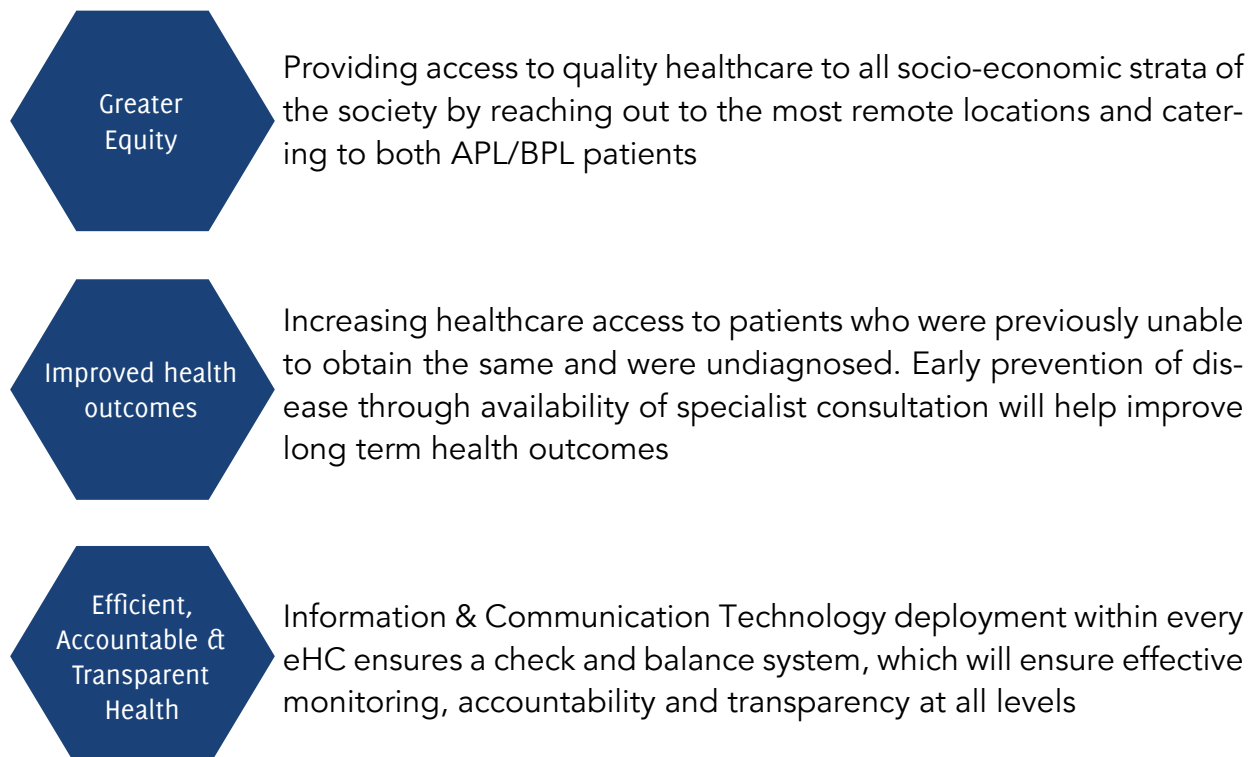 Greater
Equity
Providing access to quality healthcare to all socio-economic strata of
the society by reaching out to the most remote locations and cater-
ing to both APL/BPL patients
Improved health
outcomes
Increasing healthcare access to patients who were previously unable
to obtain the same and were undiagnosed. Early prevention of dis-
ease through availability of specialist consultation will help improve
long term health outcomes
Efficient,
Accountable &
Transparent
Health
Information & Communication Technology deployment within every
eHC ensures a check and balance system, which will ensure effective
monitoring, accountability and transparency at all levels